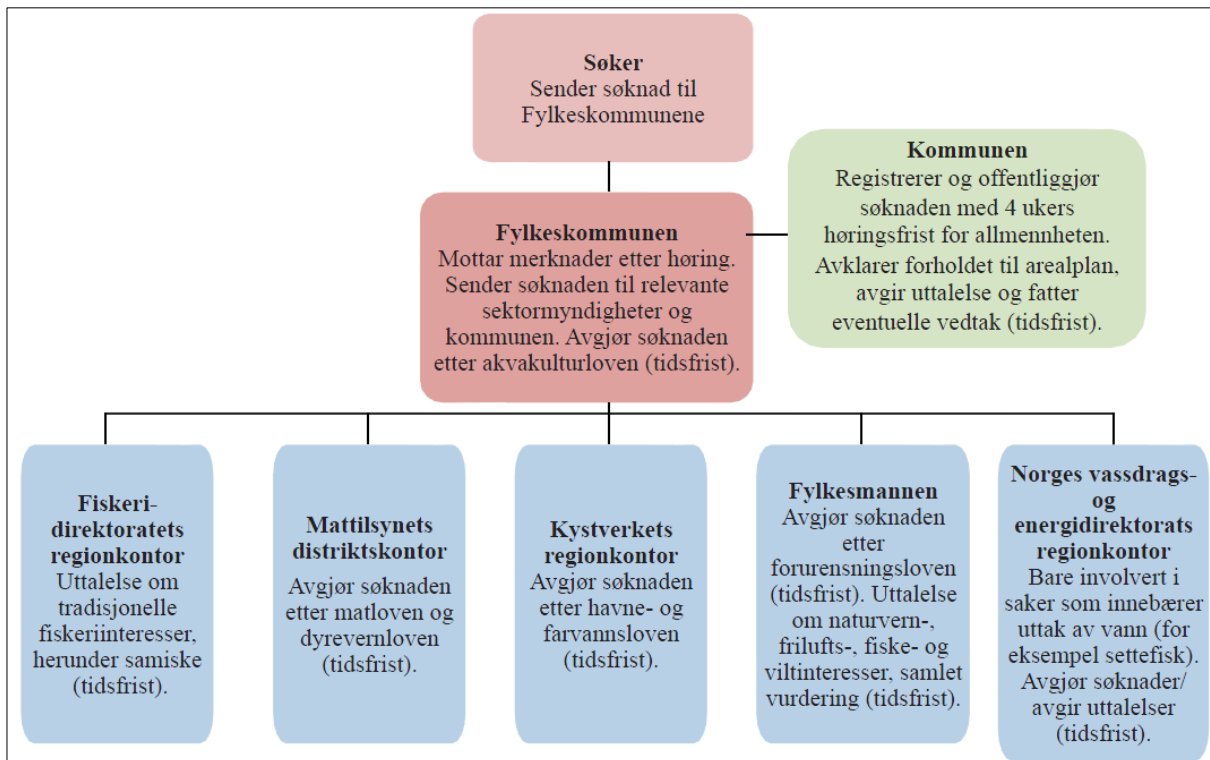 Søker
Sender søknad til
Fylkeskommunene
Kommunen
Registrerer og offentliggjør
søknaden med 4 ukers
høringsfrist for allmennheten.
Avklarer forholdet til arealplan,
avgir uttalelse og fatter
eventuelle vedtak (tidsfrist).
Fylkeskommunen
Mottar merknader etter høring.
Sender søknaden til relevante
sektormyndigheter og
kommunen. Avgjør søknaden
etter akvakulturloven (tidsfrist).
Fiskeri-
direktoratets
regionkontor
Uttalelse om
tradisjonelle
fiskeriinteresser,
herunder samiske
(tidsfrist).
Mattilsynets
distriktskontor
Avgjør søknaden
etter matloven og
dyrevernloven
(tidsfrist).
Kystverkets
regionkontor
Avgjør søknaden
etter havne- og
farvannsloven
(tidsfrist).
Fylkesmannen
Avgjør søknaden
etter
forurensningsloven
(tidsfrist). Uttalelse
om naturvern-,
frilufts-, fiske- og
viltinteresser, samlet
vurdering (tidsfrist).
Norges vassdrags-
og
energidirektorats
regionkontor
Bare involvert i
saker som innebærer
uttak av vann (for
eksempel settefisk).
Avgjør søknader/
avgir uttalelser
(tidsfrist).